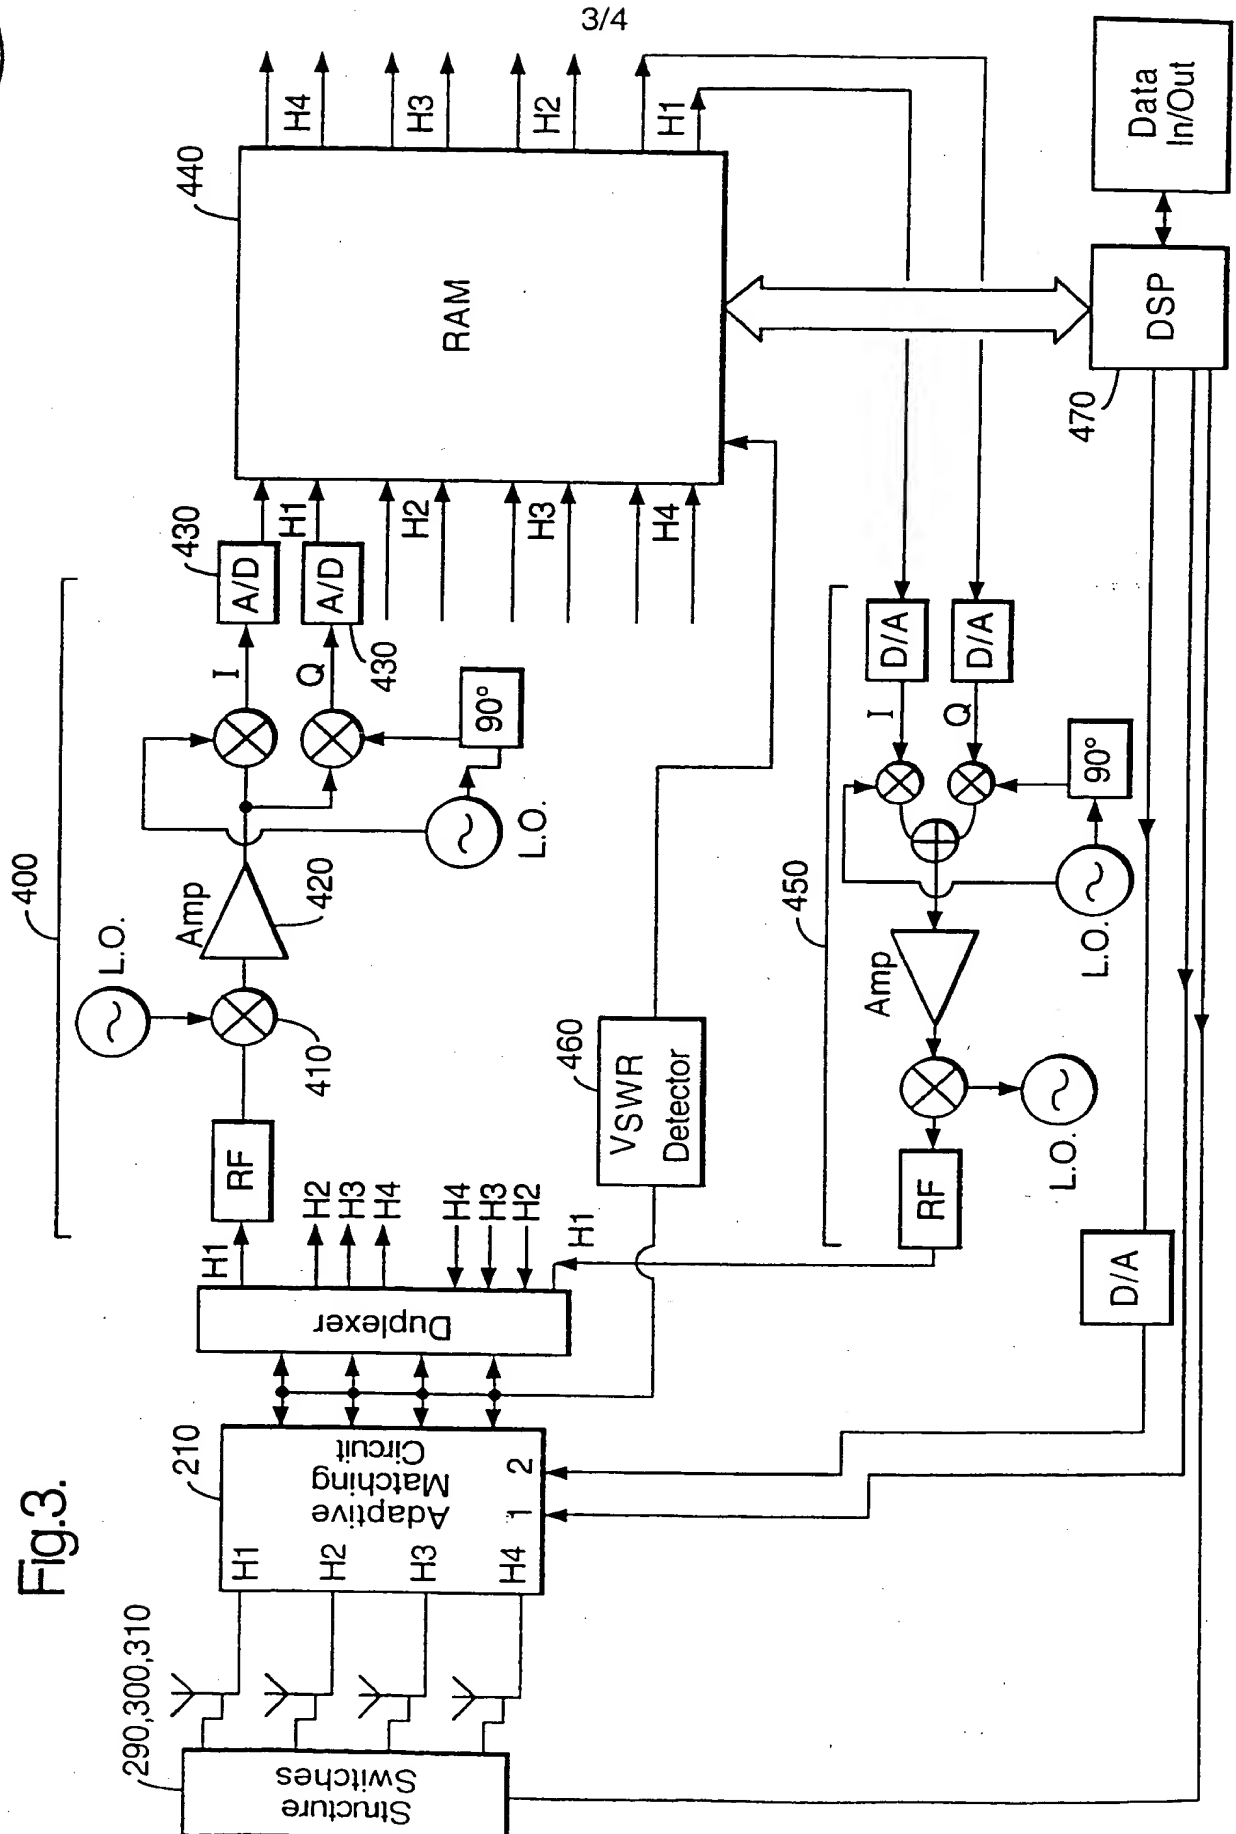 3/4
Fig.3.
400
L.O.
Amp
420
410
RF
H1
I
Q
A/D
430
A/D
430
90°
L.O.
H1
H2
H3
H4
440
RAM
H4
H3
H2
H1
H2
H3
H4
H4
H3
H2
H1
Duplexer
210
Adaptive
Matching
Circuit
H1
H2
H3
H4
1
2
290,300,310
Structure
Switches
460
VSWR
Detector
450
D/A
D/A
I
Q
90°
L.O.
Amp
L.O.
RF
D/A
470
DSP
Data
In/Out